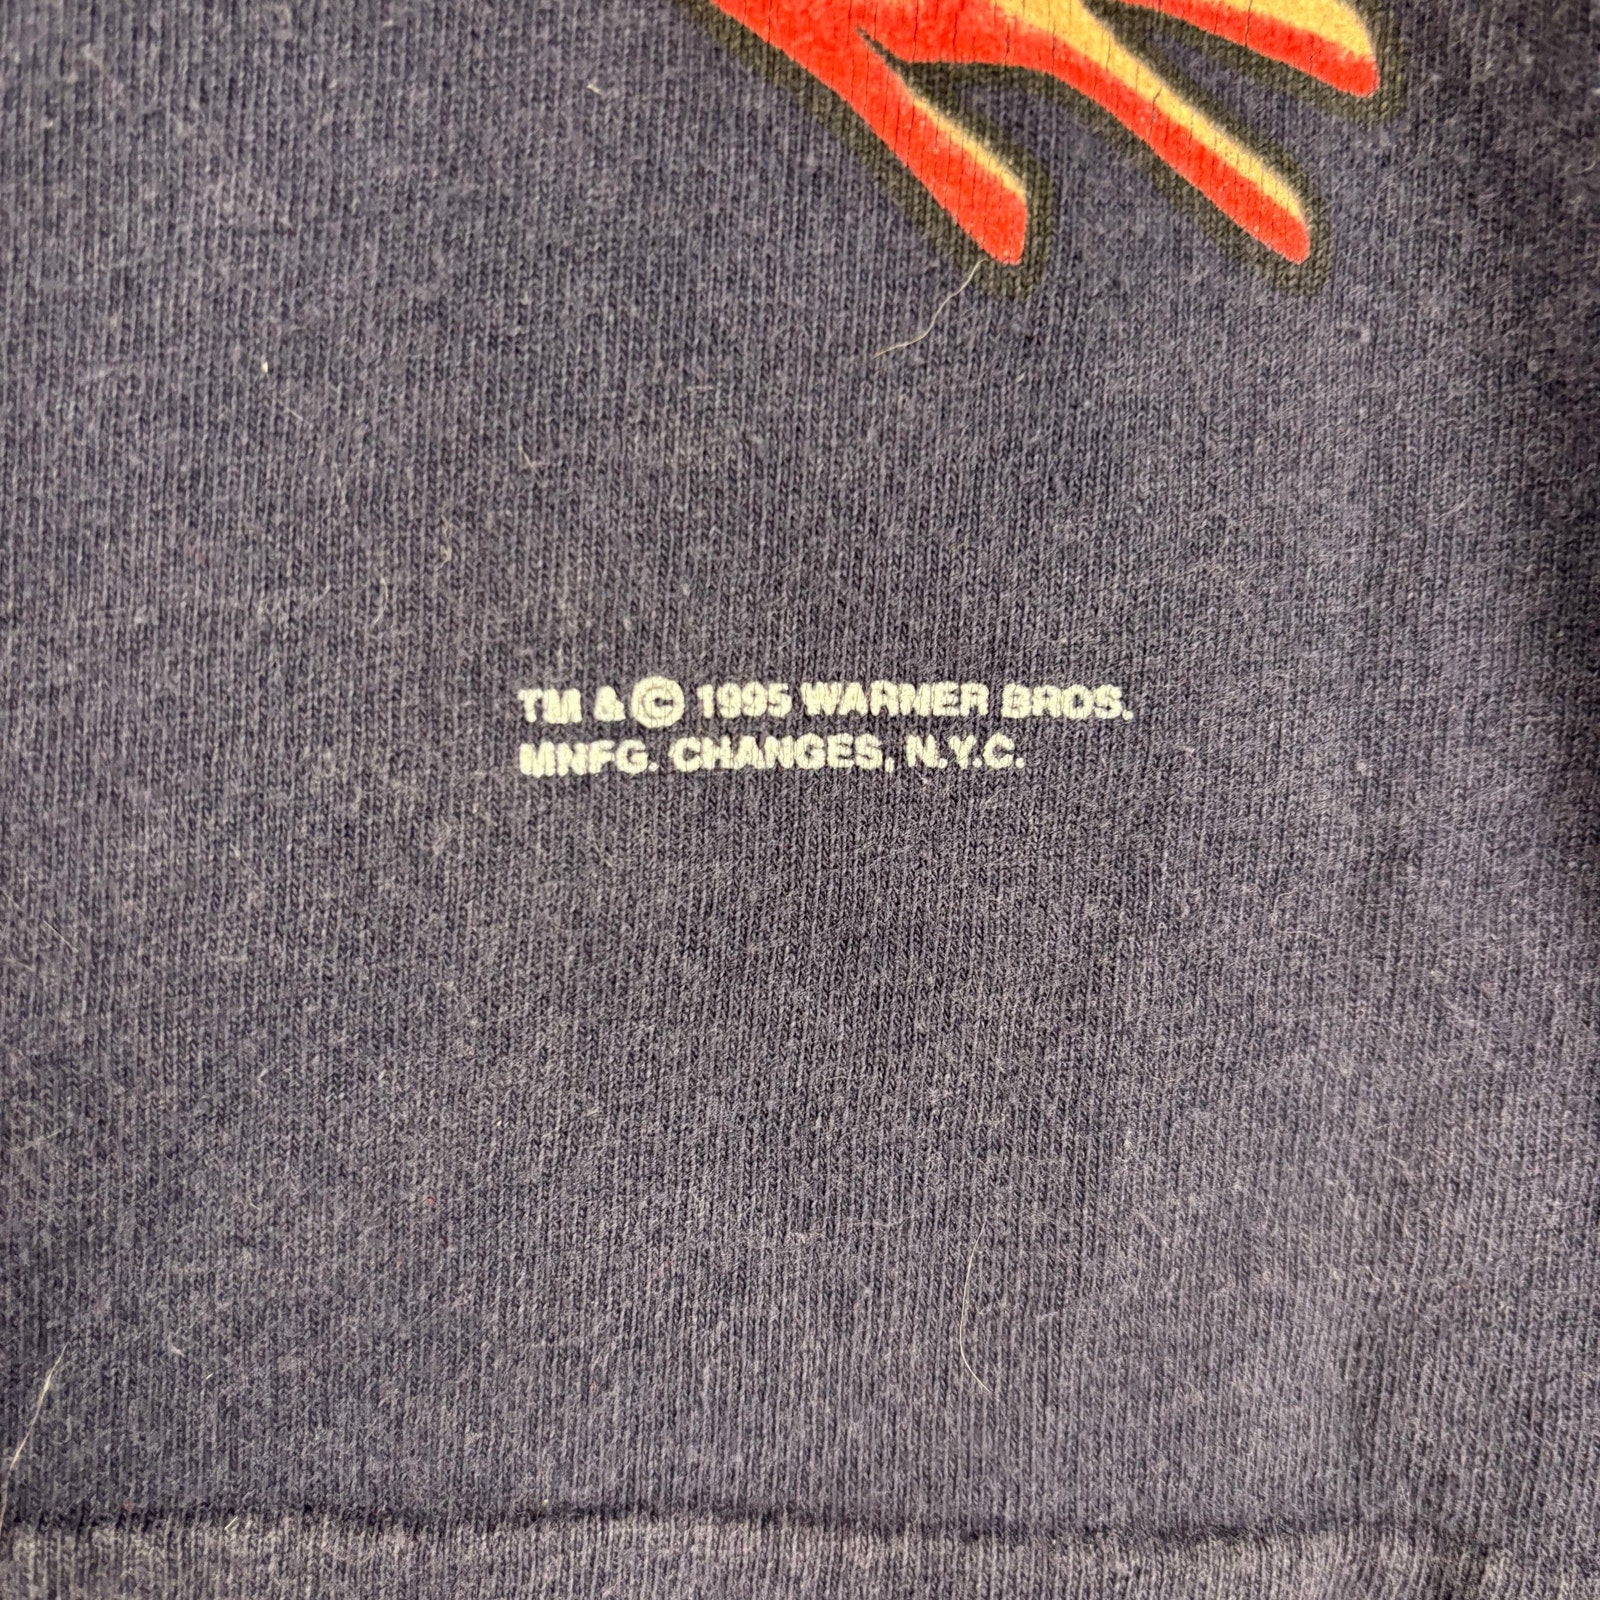 TM & © 1995 WARNER BROS.
MNFG. CHANGES, N.Y.C.